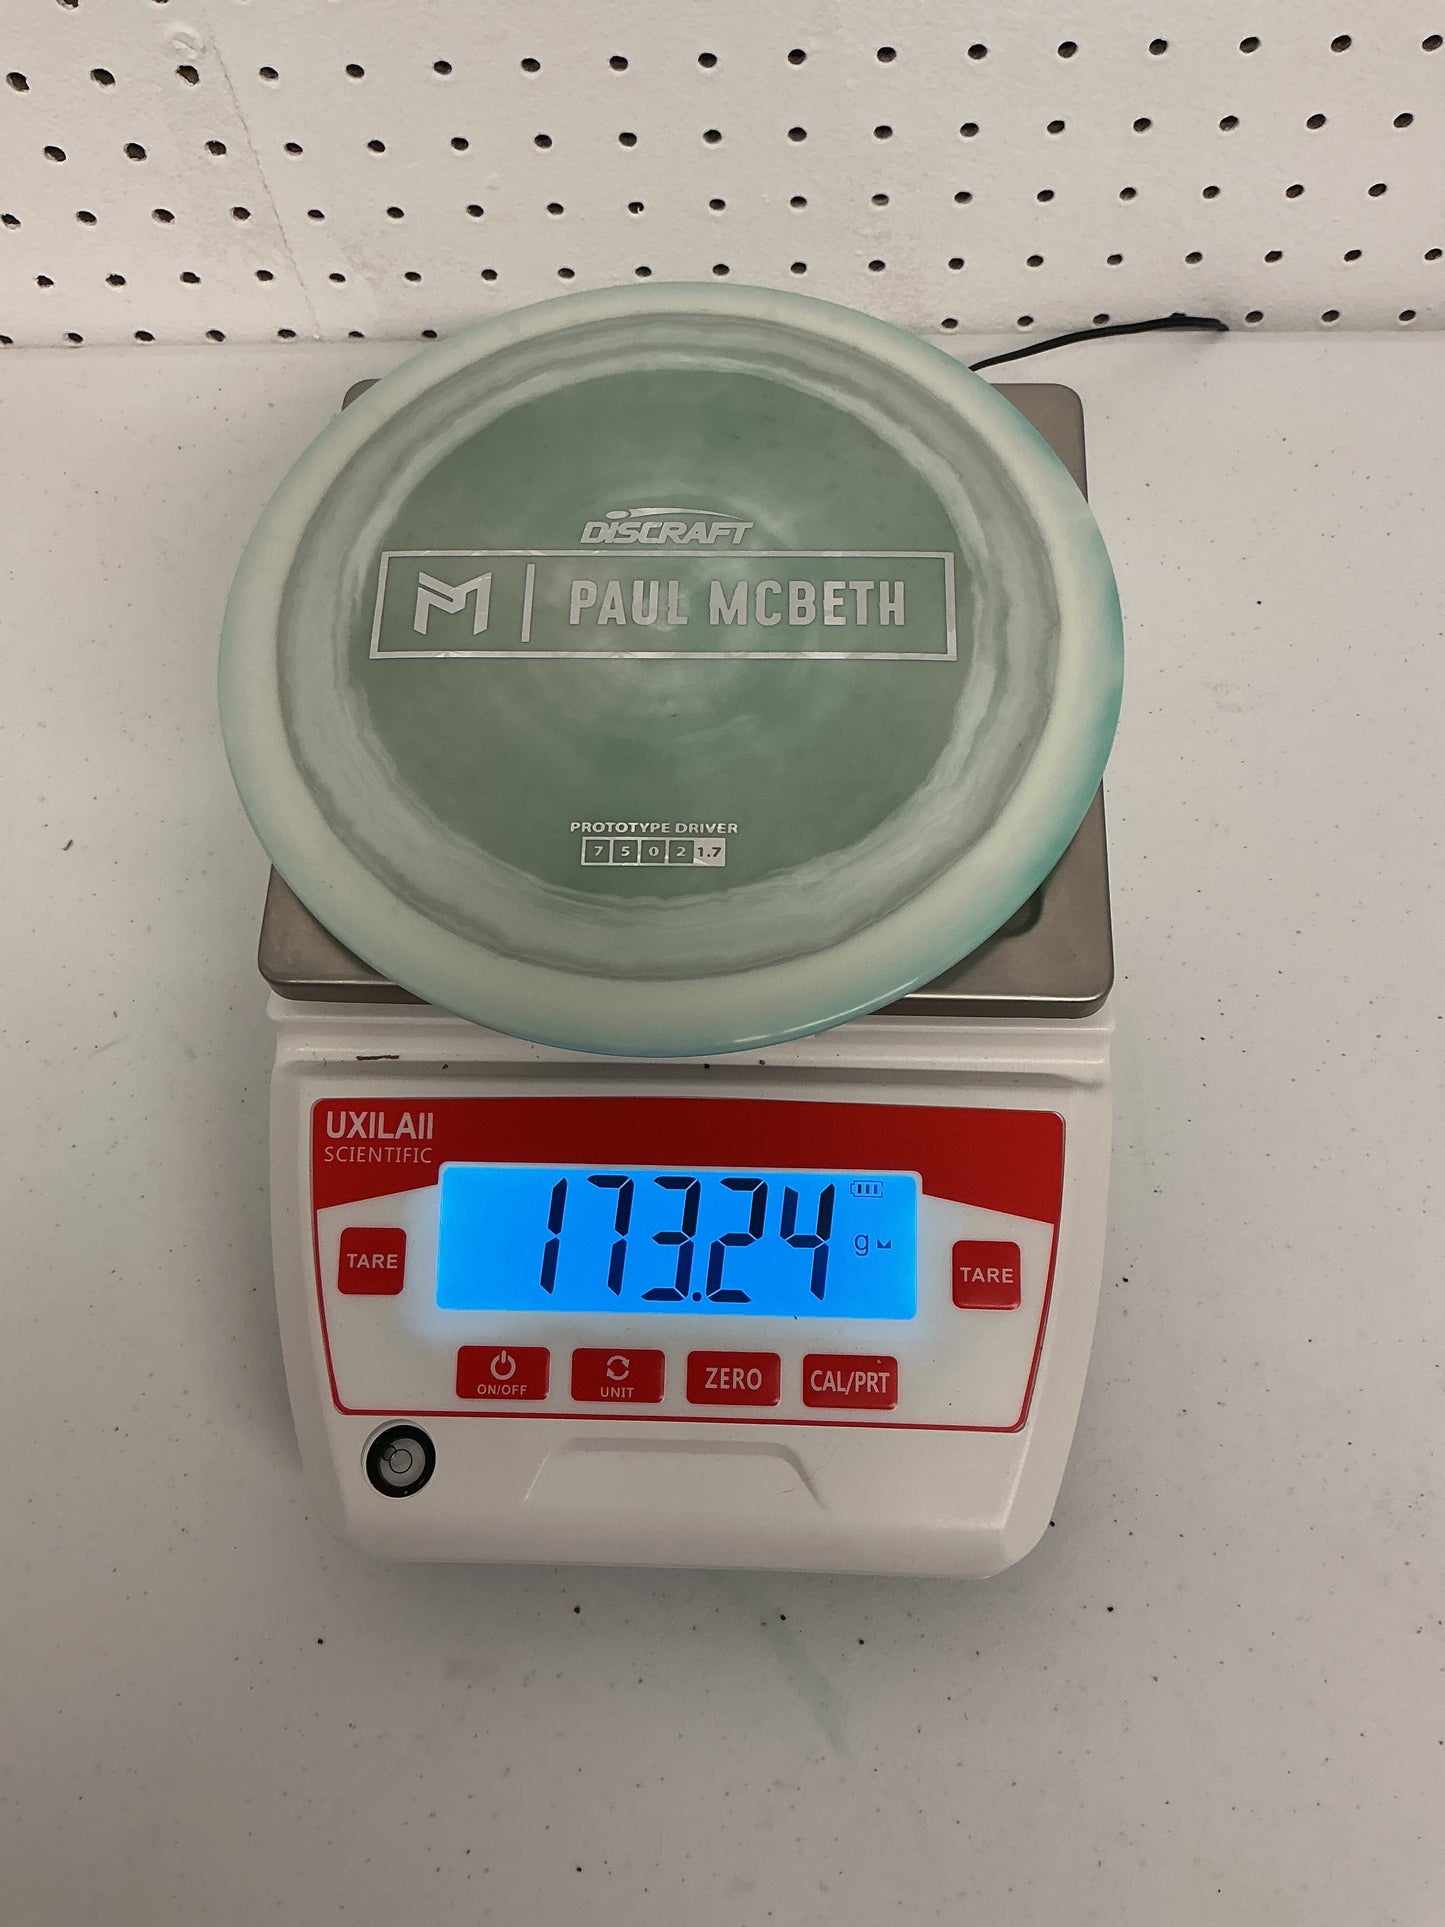 DISCRAFT
PAUL MCBETH
PROTOTYPE DRIVER
7 5 0 2 1.7
UXILAII
SCIENTIFIC
173.24 g
TARE
TARE
ON/OFF
UNIT
ZERO
CAL/PRT